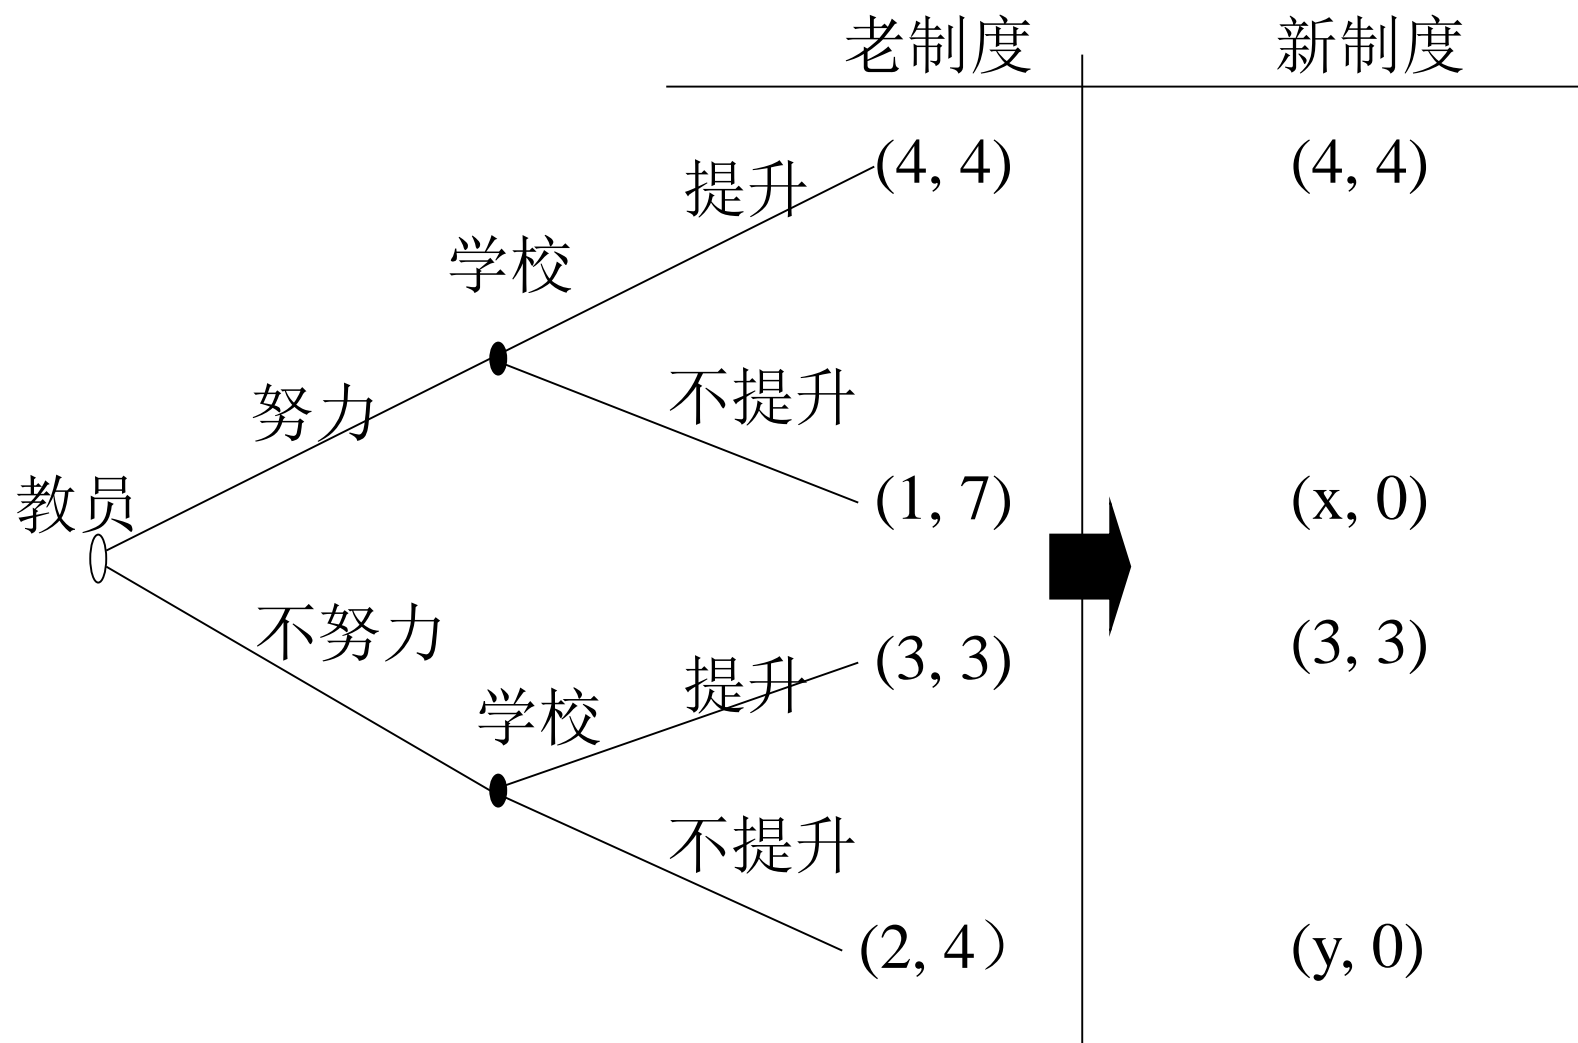 老制度 新制度
提升 (4, 4) (4, 4)
学校
不提升
努力
教员 (1, 7) (x, 0)
不努力 (3, 3) (3, 3)
提升
学校
不提升
(2, 4） (y, 0)